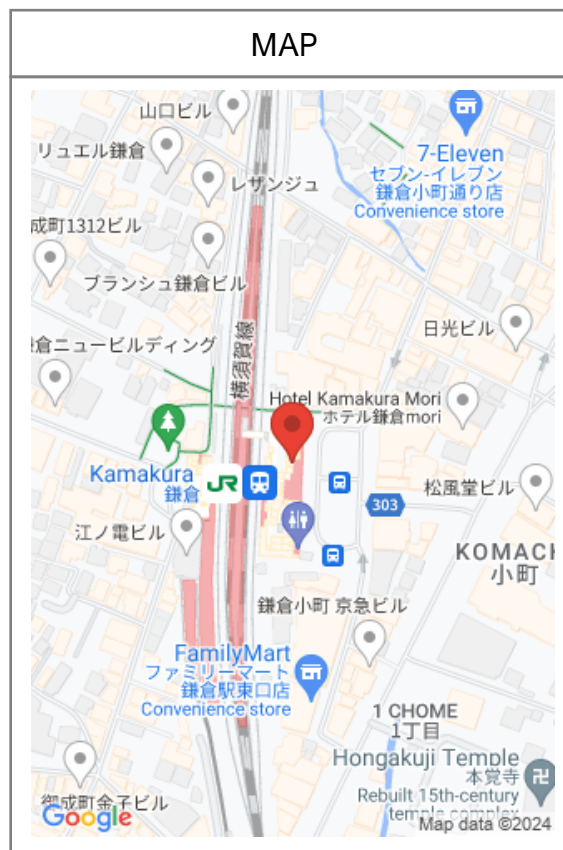 MAP
山口ビル
7-Eleven
セブン-イレブン
鎌倉小町通り店
Convenience store
リュエル鎌倉
レザンジュ
成町1312ビル
ブランシュ鎌倉ビル
日光ビル
倉ニュービルディング
横須賀線
Hotel Kamakura Mori
ホテル鎌倉mori
Kamakura
鎌倉
JR
303
松風堂ビル
江ノ電ビル
KOMACH
小町
鎌倉小町 京急ビル
FamilyMart
ファミリーマート
鎌倉駅東口店
Convenience store
1 CHOME
1丁目
Hongakuji Temple
本覚寺
Rebuilt 15th-century
temple complex
御成町金子ビル
Google
Map data ©2024